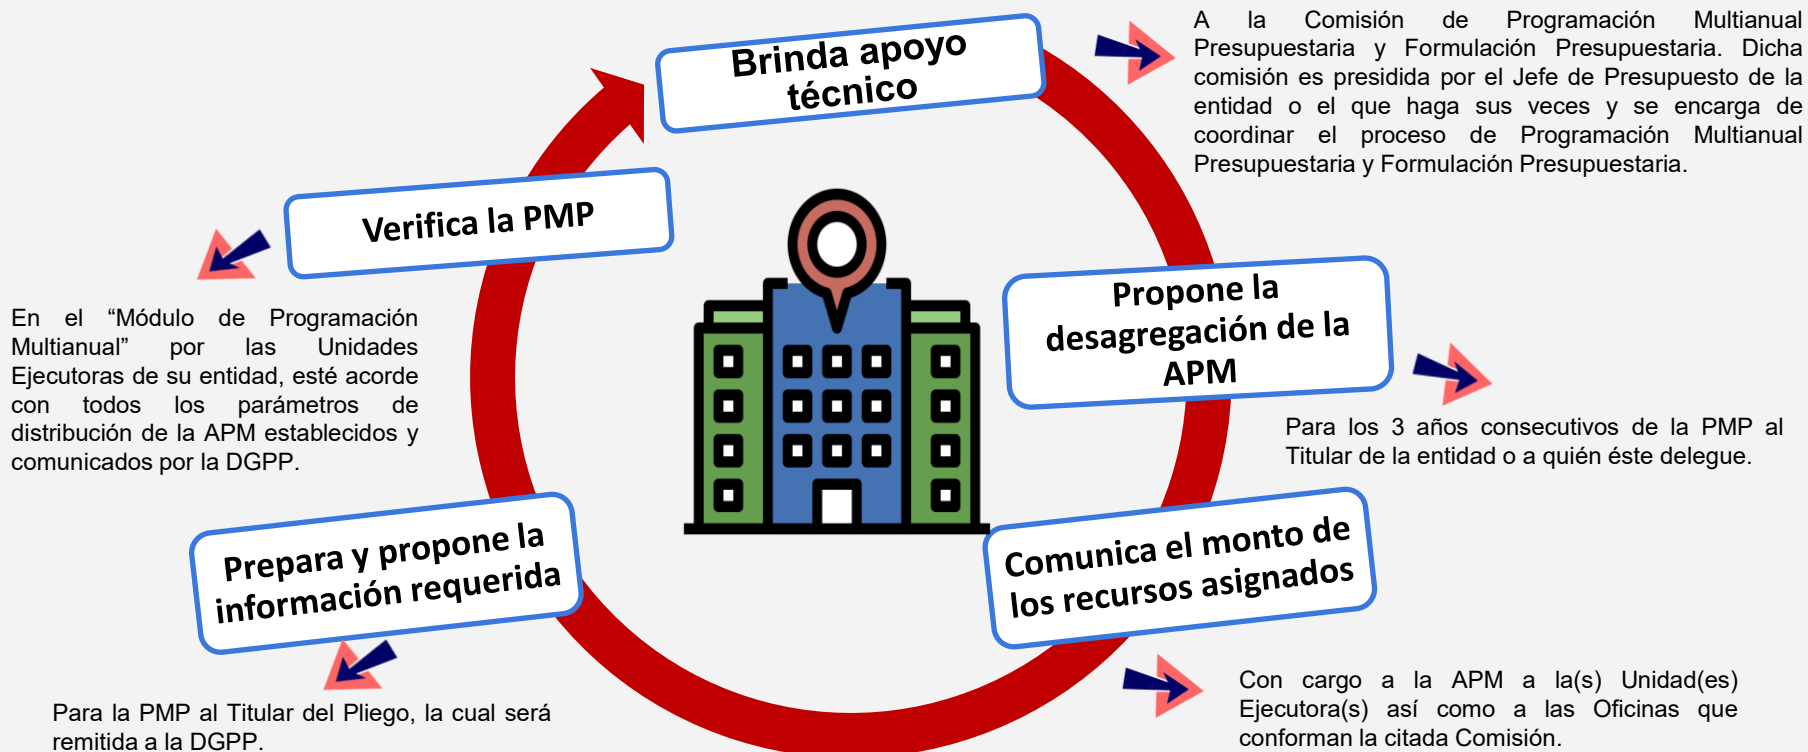 Brinda apoyo
técnico
A la Comisión de Programación Multianual
Presupuestaria y Formulación Presupuestaria. Dicha
comisión es presidida por el Jefe de Presupuesto de la
entidad o el que haga sus veces y se encarga de
coordinar el proceso de Programación Multianual
Presupuestaria y Formulación Presupuestaria.
Propone la
desagregación de la
APM
Para los 3 años consecutivos de la PMP al
Titular de la entidad o a quién éste delegue.
Comunica el monto de
los recursos asignados
Con cargo a la APM a la(s) Unidad(es)
Ejecutora(s) así como a las Oficinas que
conforman la citada Comisión.
Prepara y propone la
información requerida
Para la PMP al Titular del Pliego, la cual será
remitida a la DGPP.
Verifica la PMP
En el “Módulo de Programación
Multianual” por las Unidades
Ejecutoras de su entidad, esté acorde
con todos los parámetros de
distribución de la APM establecidos y
comunicados por la DGPP.